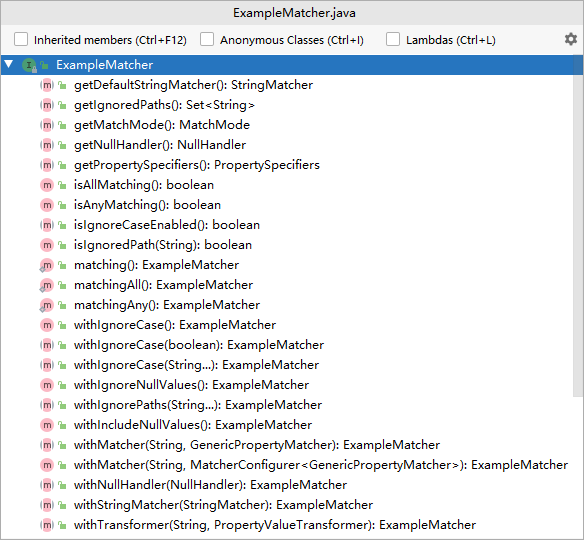 ExampleMatcher.java
Inherited members (Ctrl+F12) Anonymous Classes (Ctrl+I) Lambdas (Ctrl+L)
I ExampleMatcher
m getDefaultStringMatcher(): StringMatcher
m getIgnoredPaths(): Set<String>
m getMatchMode(): MatchMode
m getNullHandler(): NullHandler
m getPropertySpecifiers(): PropertySpecifiers
m isAllMatching(): boolean
m isAnyMatching(): boolean
m isIgnoreCaseEnabled(): boolean
m isIgnoredPath(String): boolean
m matching(): ExampleMatcher
m matchingAll(): ExampleMatcher
m matchingAny(): ExampleMatcher
m withIgnoreCase(): ExampleMatcher
m withIgnoreCase(boolean): ExampleMatcher
m withIgnoreCase(String...): ExampleMatcher
m withIgnoreNullValues(): ExampleMatcher
m withIgnorePaths(String...): ExampleMatcher
m withIncludeNullValues(): ExampleMatcher
m withMatcher(String, GenericPropertyMatcher): ExampleMatcher
m withMatcher(String, MatcherConfigurer<GenericPropertyMatcher>): ExampleMatcher
m withNullHandler(NullHandler): ExampleMatcher
m withStringMatcher(StringMatcher): ExampleMatcher
m withTransformer(String, PropertyValueTransformer): ExampleMatcher